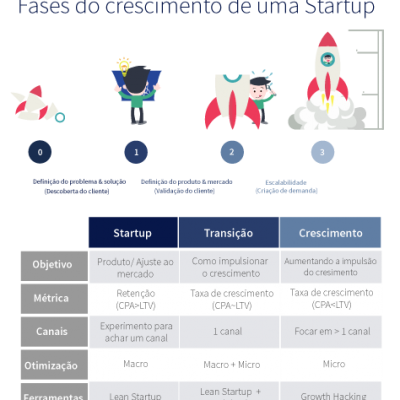 Fases do crescimento de uma Startup
0
1
2
3
Definição do problema & solução
(Descoberta do cliente)
Definição do produto & mercado
(Validação do cliente)
Escalabilidade
(Criação de demanda)
Startup
Transição
Crescimento
Objetivo
Produto/ Ajuste ao
mercado
Como impulsionar
o crescimento
Aumentando a impulsão
do cresimento
Métrica
Retenção
(CPA>LTV)
Taxa de crescimento
(CPA~LTV)
Taxa de crescimento
(CPA<LTV)
Canais
Experimento para
achar um canal
1 canal
Focar em > 1 canal
Otimização
Macro
Macro + Micro
Micro
Ferramentas
Lean Startup
Lean Startup +
Growth Hacking